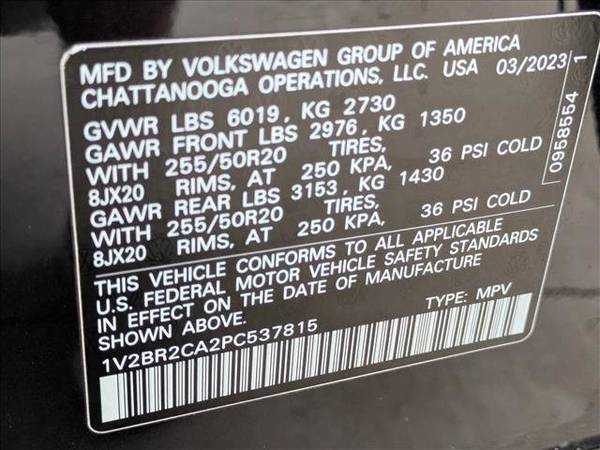 MFD BY VOLKSWAGEN GROUP OF AMERICA
CHATTANOOGA OPERATIONS, LLC. USA 03/2023
GVWR LBS 6019, KG 2730
GAWR FRONT LBS 2976, KG 1350
WITH 255/50R20 TIRES,
8JX20 RIMS, AT 250 KPA, 36 PSI COLD
GAWR REAR LBS 3153, KG 1430
WITH 255/50R20 TIRES,
8JX20 RIMS, AT 250 KPA, 36 PSI COLD
THIS VEHICLE CONFORMS TO ALL APPLICABLE
U.S. FEDERAL MOTOR VEHICLE SAFETY STANDARDS
IN EFFECT ON THE DATE OF MANUFACTURE
SHOWN ABOVE. TYPE: MPV
1V2BR2CA2PC537815
0958554 1